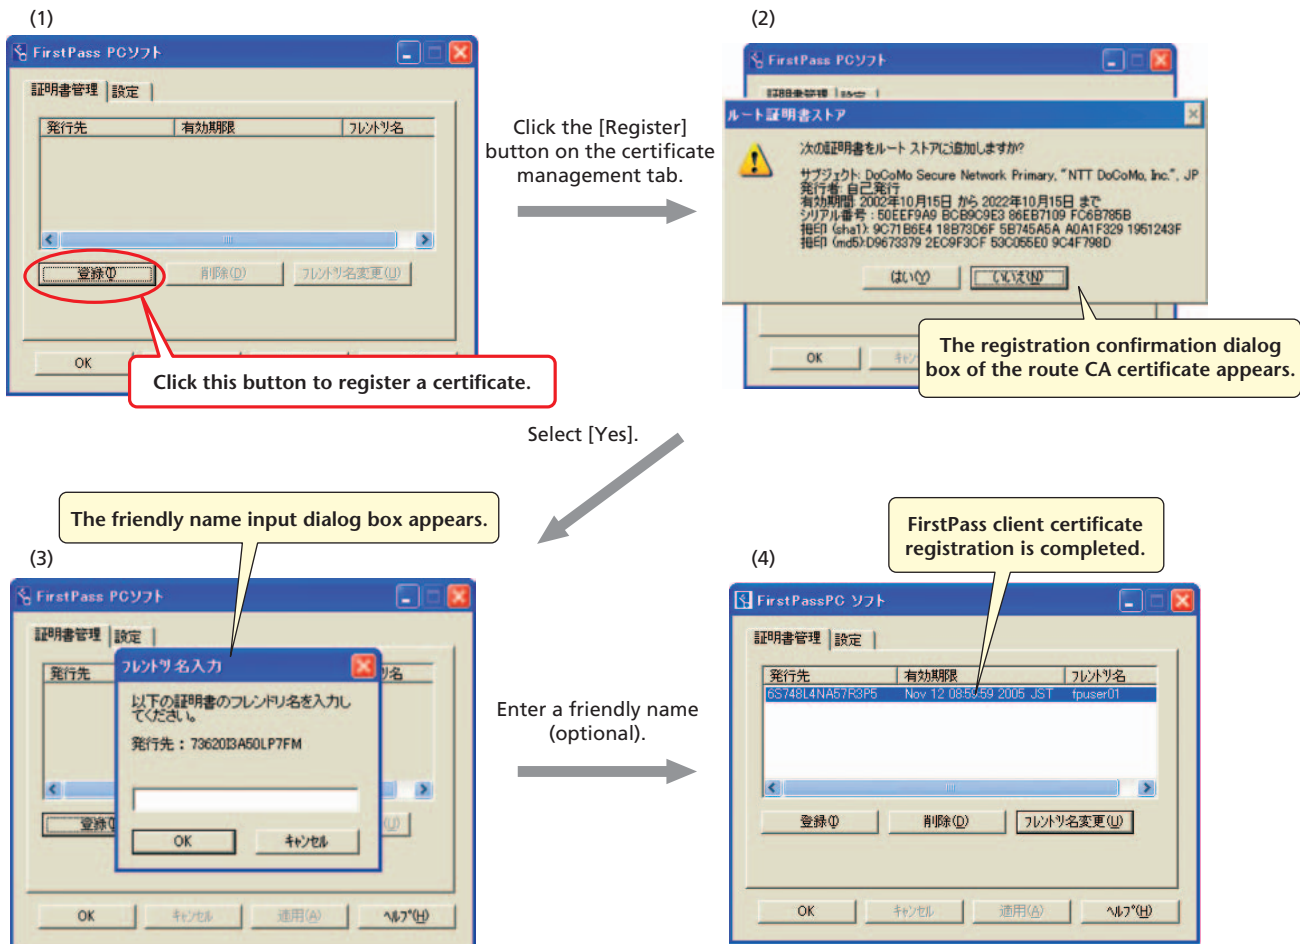 (1)
FirstPass PCソフト
証明書管理 設定
発行先 有効期限 フレンドリ名
登録(I) 削除(D) フレンドリ名変更(U)
OK
Click this button to register a certificate.
Click the [Register]
button on the certificate
management tab.
(2)
FirstPass PCソフト
証明書管理 設定
ルート証明書ストア
次の証明書をルート ストアに追加しますか?
サブジェクト: DoCoMo Secure Network Primary, "NTT DoCoMo, Inc.", JP
発行者: 自己発行
有効期間: 2002年10月15日 から 2022年10月15日 まで
シリアル番号 : 50EEF9A9 BCB9C9E3 86EB7109 FC6B785B
拇印 (sha1): 9C71B6E4 18B73D6F 5B745A5A A0A1F329 1951243F
拇印 (md5):D9673379 2EC9F3CF 53C055E0 9C4F798D
はい(Y) いいえ(N)
OK
The registration confirmation dialog
box of the route CA certificate appears.
Select [Yes].
The friendly name input dialog box appears.
(3)
FirstPass PCソフト
証明書管理 設定
発行先 リ名
フレンドリ名入力
以下の証明書のフレンドリ名を入力し
てください。
発行先 : 73620I3A50LP7FM
登録(I) (U)
OK キャンセル
OK キャンセル 適用(A) ヘルプ(H)
Enter a friendly name
(optional).
FirstPass client certificate
registration is completed.
(4)
FirstPassPC ソフト
証明書管理 設定
発行先 有効期限 フレンドリ名
6S748L4NA57R3P5 Nov 12 08:59:59 2005 JST fpuser01
登録(I) 削除(D) フレンドリ名変更(U)
OK キャンセル 適用(A) ヘルプ(H)